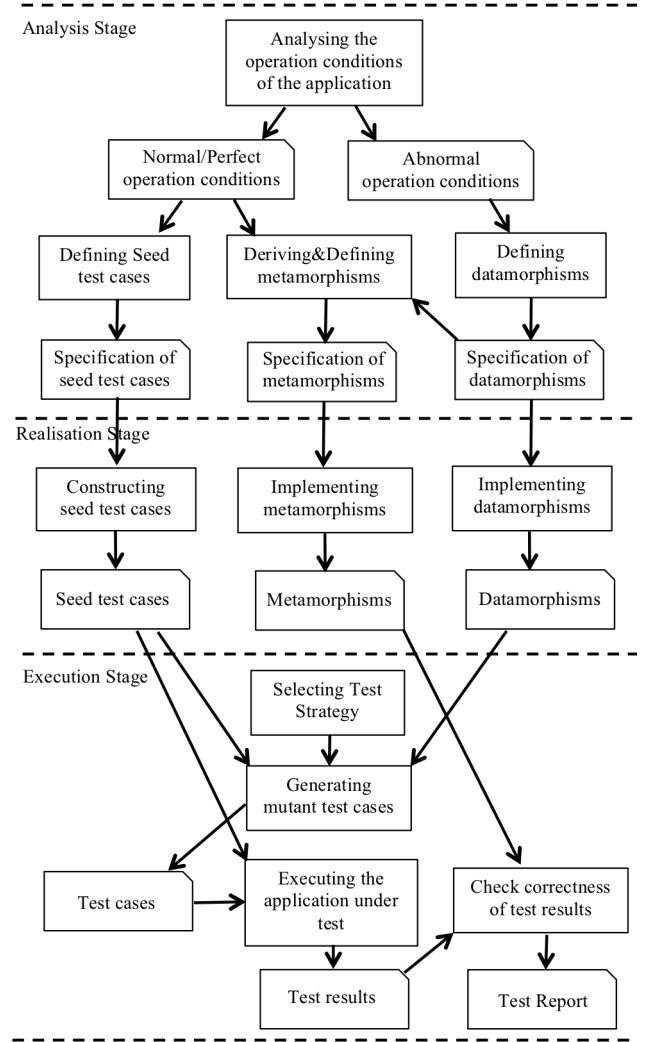 Analysis Stage
Analysing the
operation conditions
of the application
Normal/Perfect
operation conditions
Abnormal
operation conditions
Defining Seed
test cases
Deriving&Defining
metamorphisms
Defining
datamorphisms
Specification of
seed test cases
Specification of
metamorphisms
Specification of
datamorphisms
Realisation Stage
Constructing
seed test cases
Implementing
metamorphisms
Implementing
datamorphisms
Seed test cases
Metamorphisms
Datamorphisms
Execution Stage
Selecting Test
Strategy
Generating
mutant test cases
Test cases
Executing the
application under
test
Check correctness
of test results
Test results
Test Report